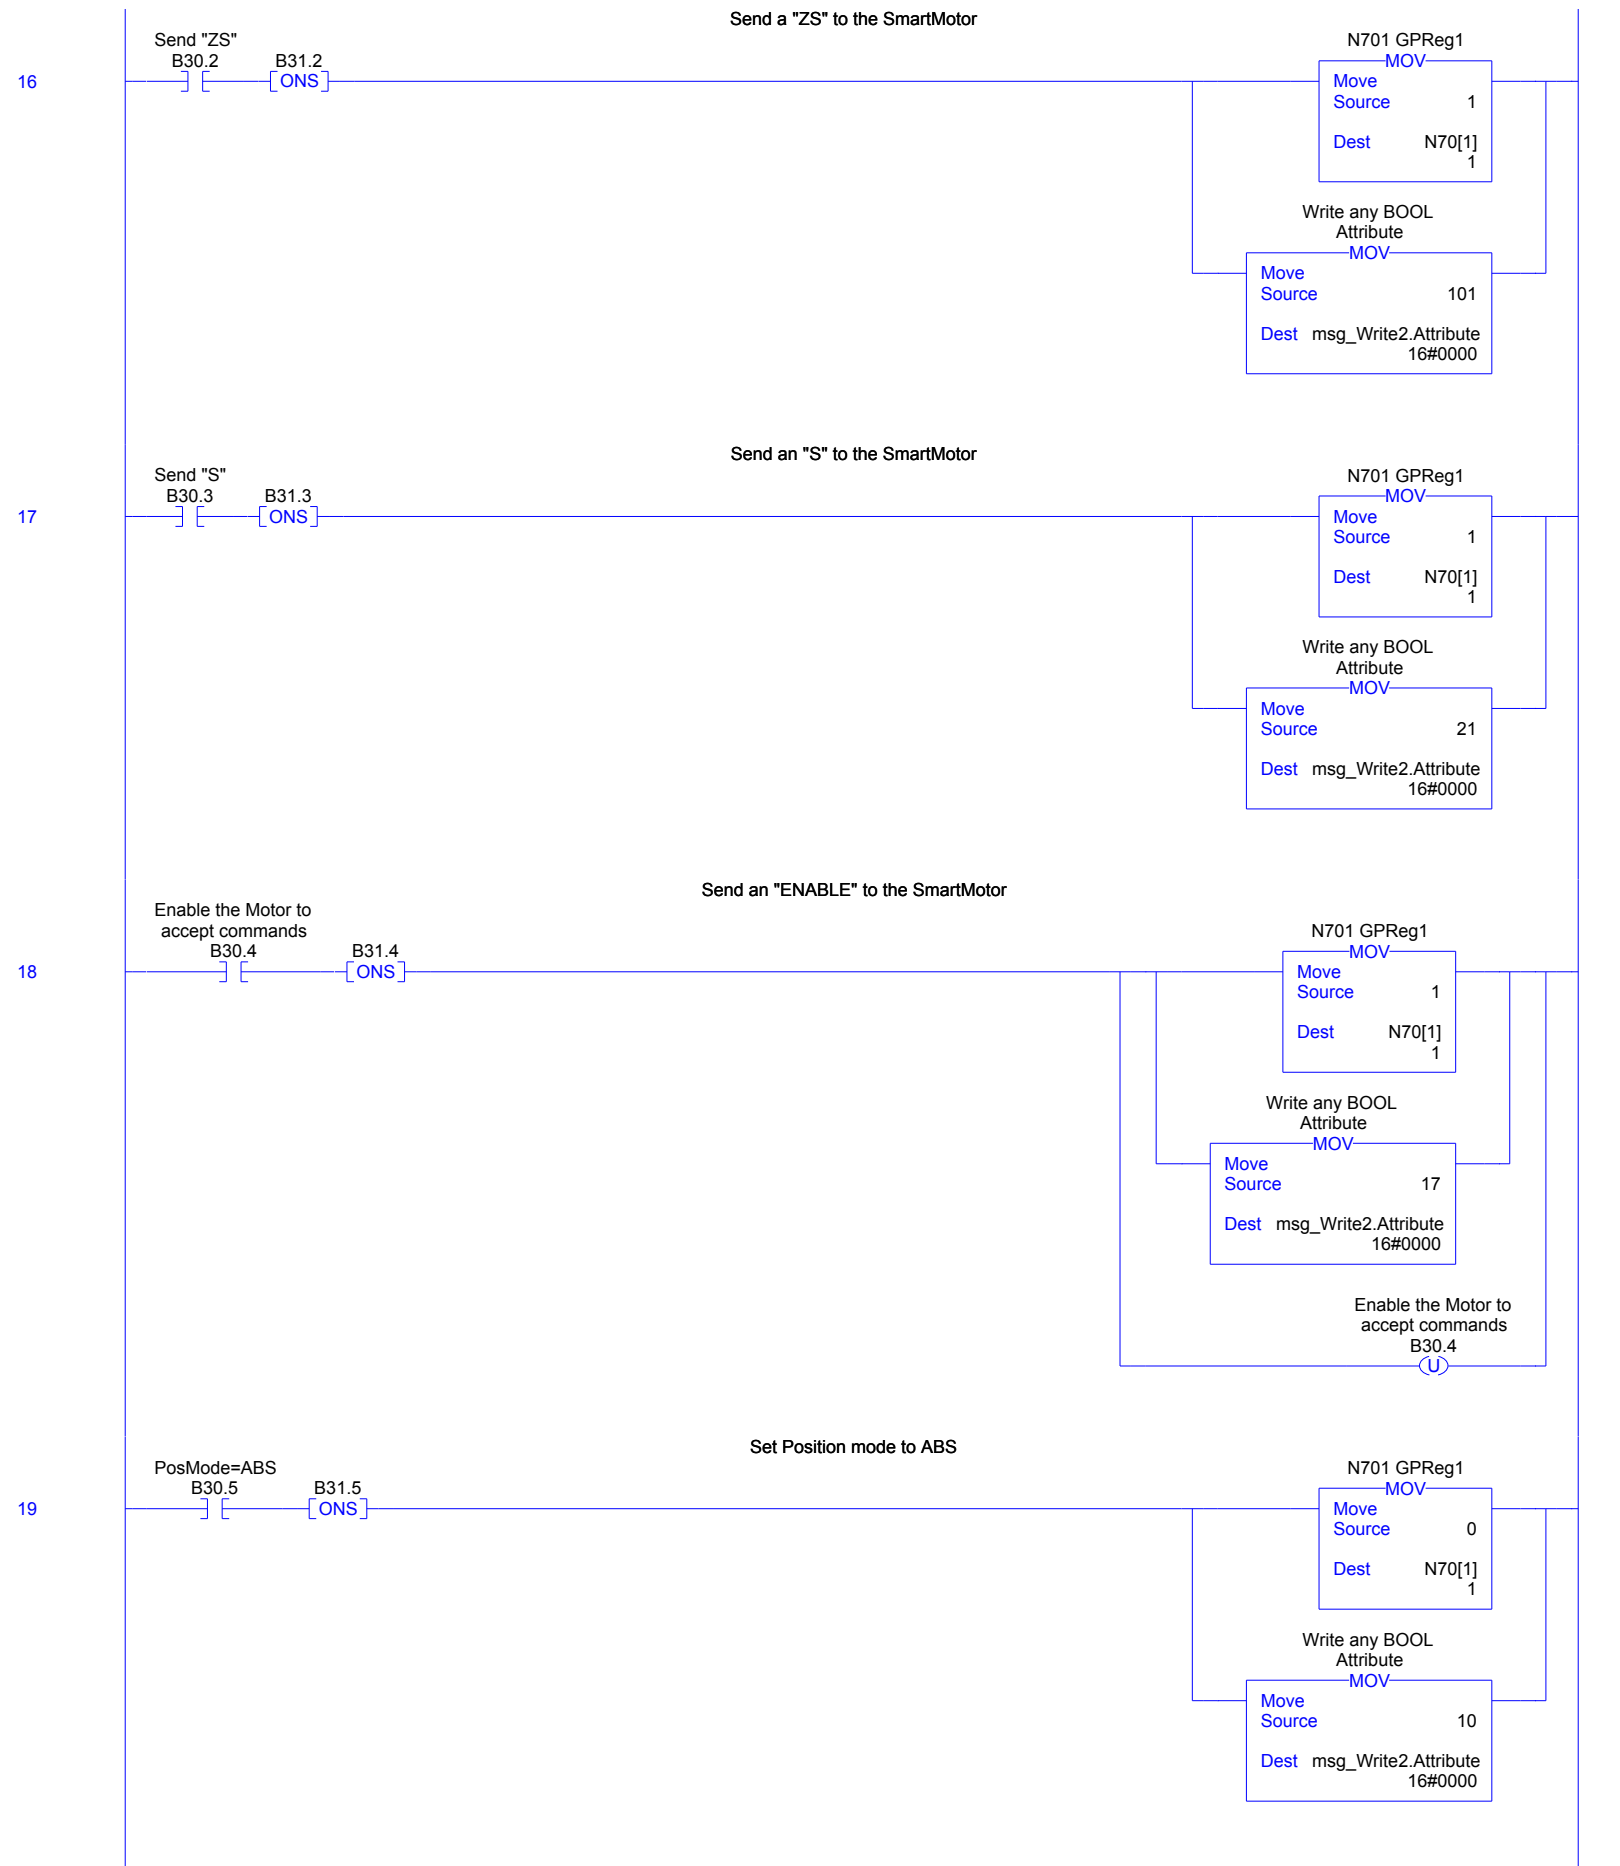 Send a "ZS" to the SmartMotor
Send "ZS"
B30.2
B31.2
ONS
16
N701 GPReg1
MOV
Move
Source 1
Dest N70[1]
1
Write any BOOL
Attribute
MOV
Move
Source 101
Dest msg_Write2.Attribute
16#0000
Send an "S" to the SmartMotor
Send "S"
B30.3
B31.3
ONS
17
N701 GPReg1
MOV
Move
Source 1
Dest N70[1]
1
Write any BOOL
Attribute
MOV
Move
Source 21
Dest msg_Write2.Attribute
16#0000
Send an "ENABLE" to the SmartMotor
Enable the Motor to
accept commands
B30.4
B31.4
ONS
18
N701 GPReg1
MOV
Move
Source 1
Dest N70[1]
1
Write any BOOL
Attribute
MOV
Move
Source 17
Dest msg_Write2.Attribute
16#0000
Enable the Motor to
accept commands
B30.4
U
Set Position mode to ABS
PosMode=ABS
B30.5
B31.5
ONS
19
N701 GPReg1
MOV
Move
Source 0
Dest N70[1]
1
Write any BOOL
Attribute
MOV
Move
Source 10
Dest msg_Write2.Attribute
16#0000